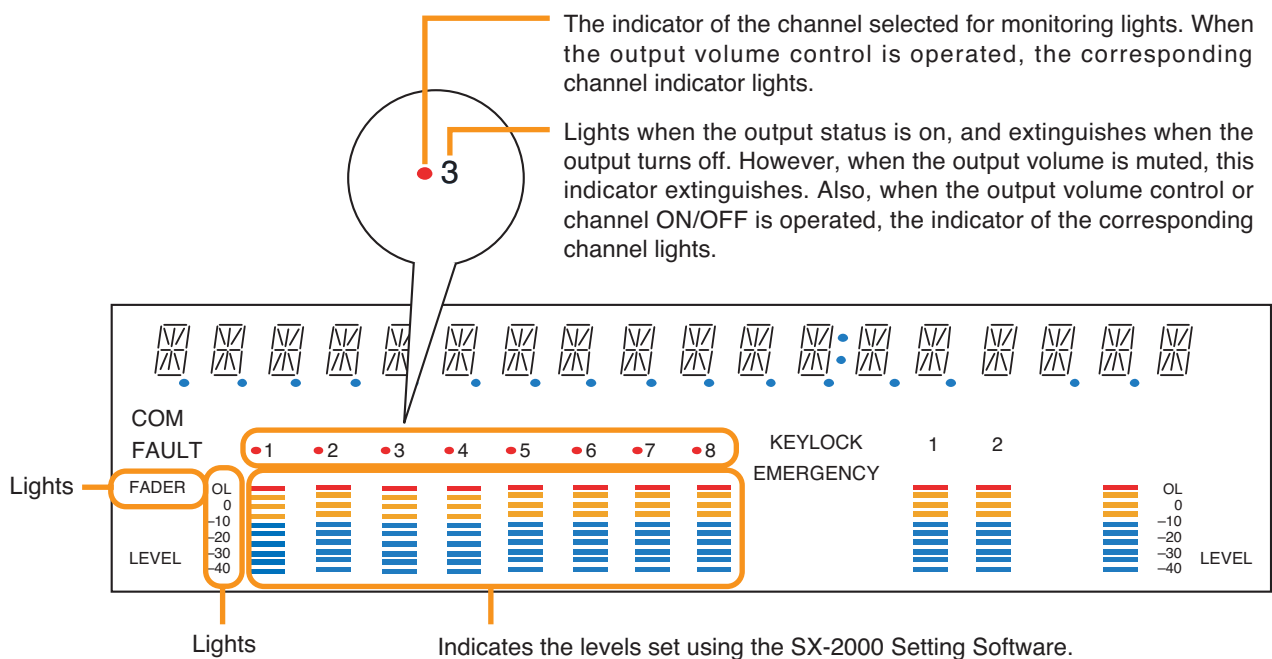 The indicator of the channel selected for monitoring lights. When
the output volume control is operated, the corresponding
channel indicator lights.
Lights when the output status is on, and extinguishes when the
output turns off. However, when the output volume is muted, this
indicator extinguishes. Also, when the output volume control or
channel ON/OFF is operated, the indicator of the corresponding
channel lights.
3
COM
FAULT
1 2 3 4 5 6 7 8
KEYLOCK 1 2
EMERGENCY
Lights
FADER
OL
0
–10
–20
–30
–40
LEVEL
OL
0
–10
–20
–30
–40
LEVEL
Lights
Indicates the levels set using the SX-2000 Setting Software.